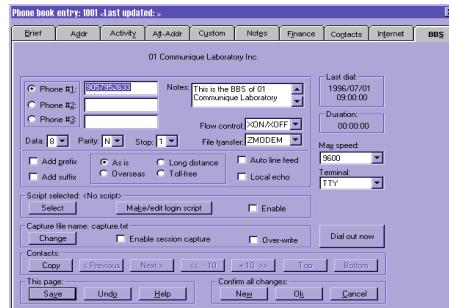 Phone book entry: 1001 «Last updated: »
Brief Addr Activity Alt-Addr Custom Notes Finance Contacts Internet BBS
01 Communique Laboratory Inc.
Phone #1: 9057952633
Phone #2:
Phone #3:
Notes: This is the BBS of 01 Communique Laboratory
Last dial
1996/07/01
09:00:00
Duration:
00:00:00
Flow control: XON/XOFF
Data: 8 Parity: N Stop: 1 File transfer: ZMODEM
Max speed:
9600
Add prefix As is Long distance Auto line feed
Add suffix Overseas Toll-free Local echo
Terminal:
TTY
Script selected: <No script>
Select Make/edit login script Enable
Capture file name: capture.txt
Change Enable session capture Over-write
Dial out now
Contacts:
Copy < Previous Next > << -10 +10 >> Top Bottom
This page:
Save Undo Help
Confirm all changes:
New Ok Cancel